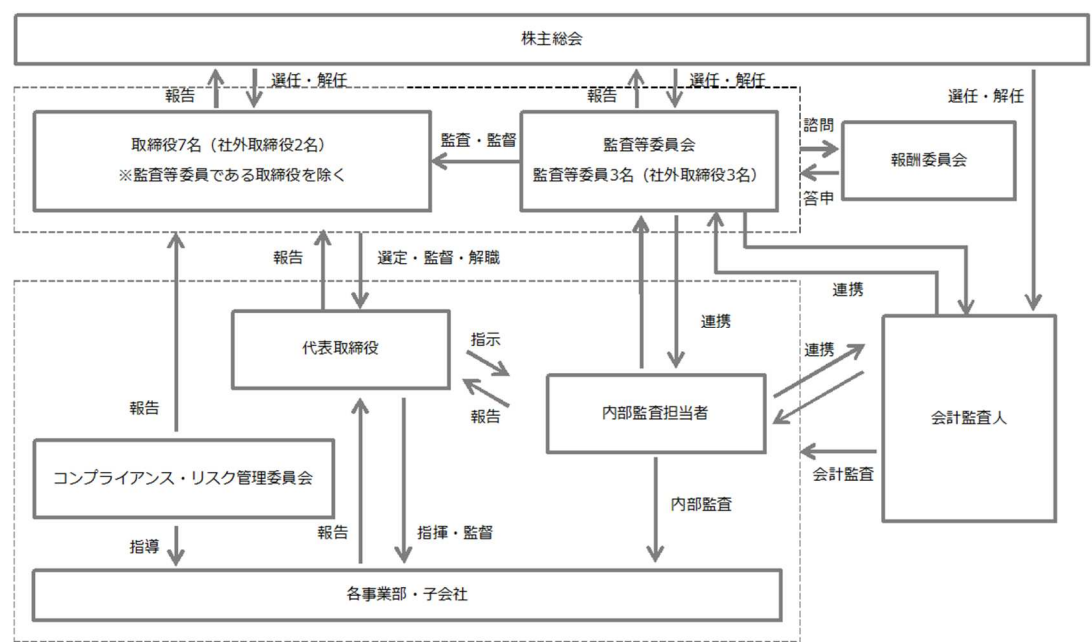 株主総会
報告
選任・解任
報告
選任・解任
選任・解任
取締役7名（社外取締役2名）
※監査等委員である取締役を除く
監査・監督
監査等委員会
監査等委員3名（社外取締役3名）
諮問
答申
報酬委員会
報告
選定・監督・解職
連携
代表取締役
指示
報告
連携
連携
内部監査担当者
会計監査人
報告
コンプライアンス・リスク管理委員会
会計監査
指導
報告
指揮・監督
内部監査
各事業部・子会社